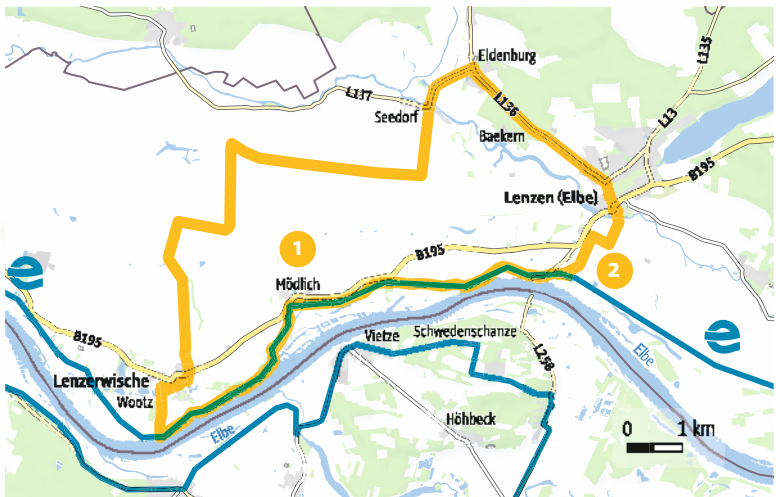 Eldenburg
L135
L137
L136
Seedorf
L13
Baekern
B195
Lenzen (Elbe)
1
B195
2
Mödlich
e
e
B195
Vietze
Schwedenschanze
Elbe
L258
Lenzerwische
Wootz
Höhbeck
Elbe
0 1 km